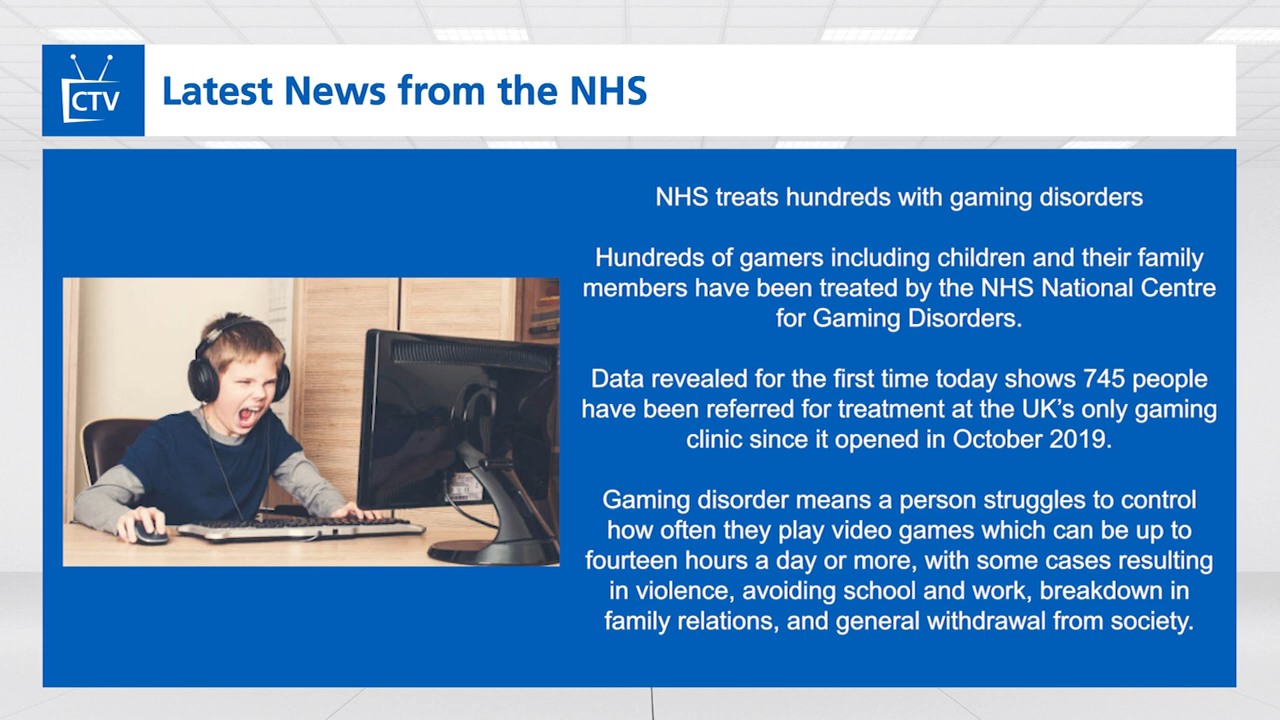 CTV
Latest News from the NHS
NHS treats hundreds with gaming disorders
Hundreds of gamers including children and their family
members have been treated by the NHS National Centre
for Gaming Disorders.
Data revealed for the first time today shows 745 people
have been referred for treatment at the UK's only gaming
clinic since it opened in October 2019.
Gaming disorder means a person struggles to control
how often they play video games which can be up to
fourteen hours a day or more, with some cases resulting
in violence, avoiding school and work, breakdown in
family relations, and general withdrawal from society.